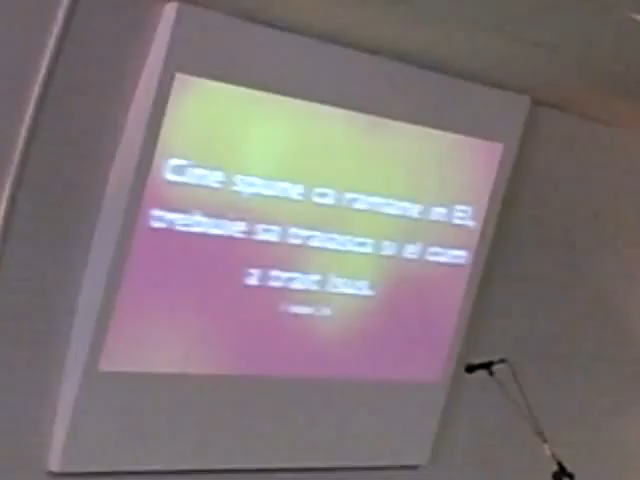 Cine spune ca ramane in El,
trebuie sa traiasca si el cum
a trait Isus.